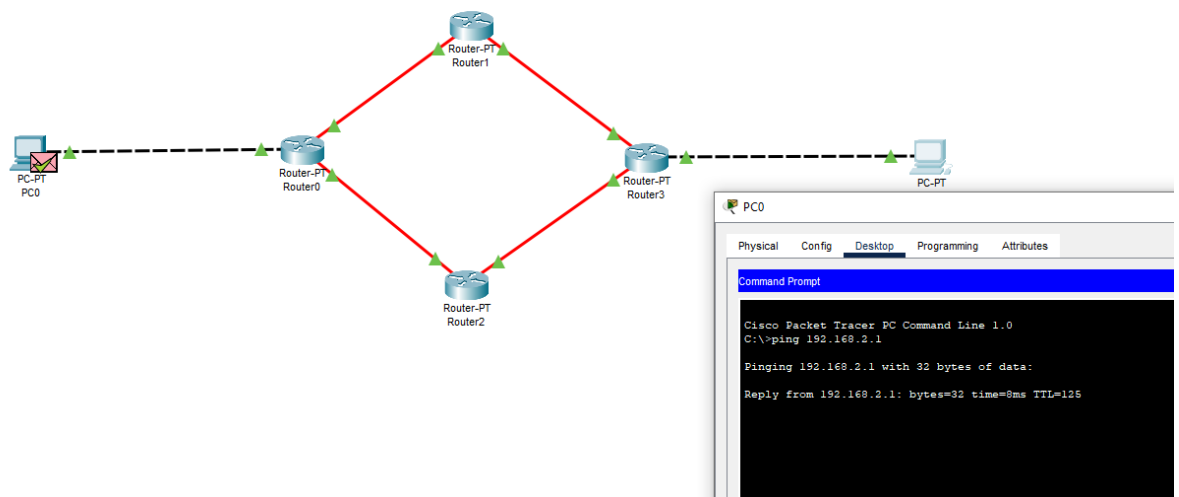 Router-PT
Router1
PC-PT
PC0
Router-PT
Router0
Router-PT
Router3
PC-PT
Router-PT
Router2
PC0
Physical Config Desktop Programming Attributes
Command Prompt
Cisco Packet Tracer PC Command Line 1.0
C:\>ping 192.168.2.1
Pinging 192.168.2.1 with 32 bytes of data:
Reply from 192.168.2.1: bytes=32 time=8ms TTL=125